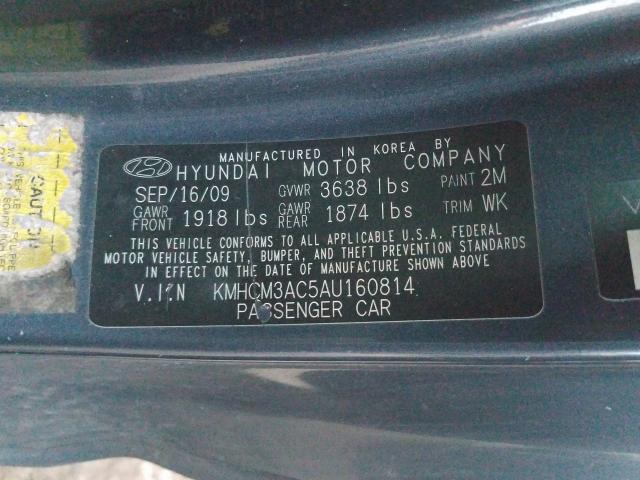 MANUFACTURED IN KOREA BY
HYUNDAI MOTOR COMPANY
SEP/16/09 GVWR 3638 lbs PAINT 2M
GAWR FRONT 1918 lbs GAWR REAR 1874 lbs TRIM WK
THIS VEHICLE CONFORMS TO ALL APPLICABLE U.S.A. FEDERAL
MOTOR VEHICLE SAFETY, BUMPER, AND THEFT PREVENTION STANDARDS
IN EFFECT ON THE DATE OF MANUFACTURE SHOWN ABOVE
V.I.N KMHCM3AC5AU160814
PASSENGER CAR